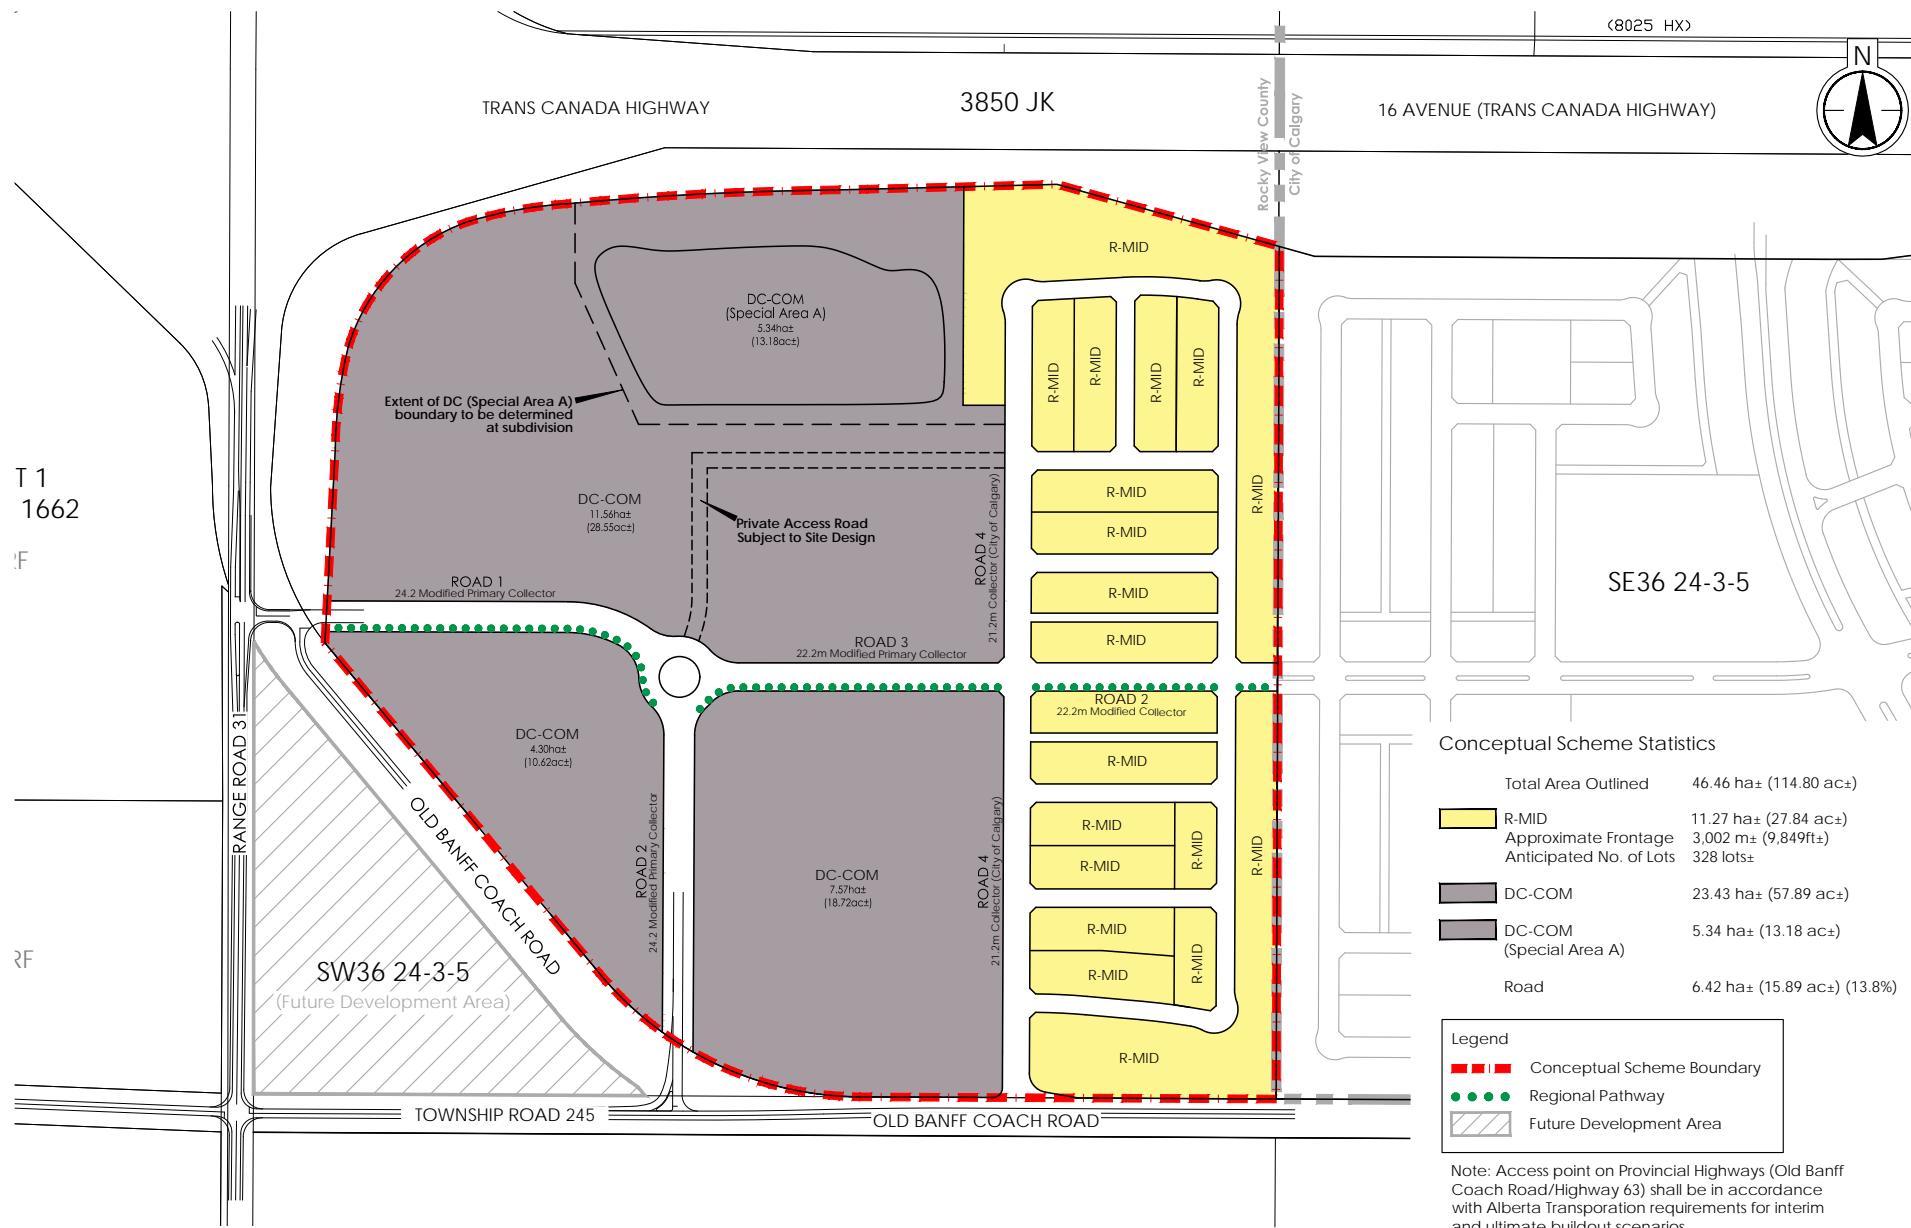 (8025 HX)
N
TRANS CANADA HIGHWAY
3850 JK
16 AVENUE (TRANS CANADA HIGHWAY)
Rocky View County
City of Calgary
R-MID
DC-COM
(Special Area A)
5.34ha±
(13.18ac±)
R-MID
R-MID
R-MID
R-MID
Extent of DC (Special Area A)
boundary to be determined
at subdivision
T 1
1662
RF
DC-COM
11.56ha±
(28.55ac±)
Private Access Road
Subject to Site Design
ROAD 4
21.2m Collector (City of Calgary)
R-MID
R-MID
R-MID
R-MID
R-MID
SE36 24-3-5
ROAD 1
24.2 Modified Primary Collector
ROAD 3
22.2m Modified Primary Collector
ROAD 2
22.2m Modified Collector
RANGE ROAD 31
OLD BANFF COACH ROAD
DC-COM
4.30ha±
(10.62ac±)
ROAD 2
24.2 Modified Primary Collector
DC-COM
7.57ha±
(18.72ac±)
ROAD 4
21.2m Collector (City of Calgary)
R-MID
R-MID
R-MID
R-MID
R-MID
R-MID
R-MID
R-MID
R-MID
RF
SW36 24-3-5
(Future Development Area)
TOWNSHIP ROAD 245
OLD BANFF COACH ROAD
Conceptual Scheme Statistics
Total Area Outlined 46.46 ha± (114.80 ac±)
R-MID 11.27 ha± (27.84 ac±)
Approximate Frontage 3,002 m± (9,849ft±)
Anticipated No. of Lots 328 lots±
DC-COM 23.43 ha± (57.89 ac±)
DC-COM 5.34 ha± (13.18 ac±)
(Special Area A)
Road 6.42 ha± (15.89 ac±) (13.8%)
Legend
Conceptual Scheme Boundary
Regional Pathway
Future Development Area
Note: Access point on Provincial Highways (Old Banff
Coach Road/Highway 63) shall be in accordance
with Alberta Transporation requirements for interim
and ultimate buildout scenarios